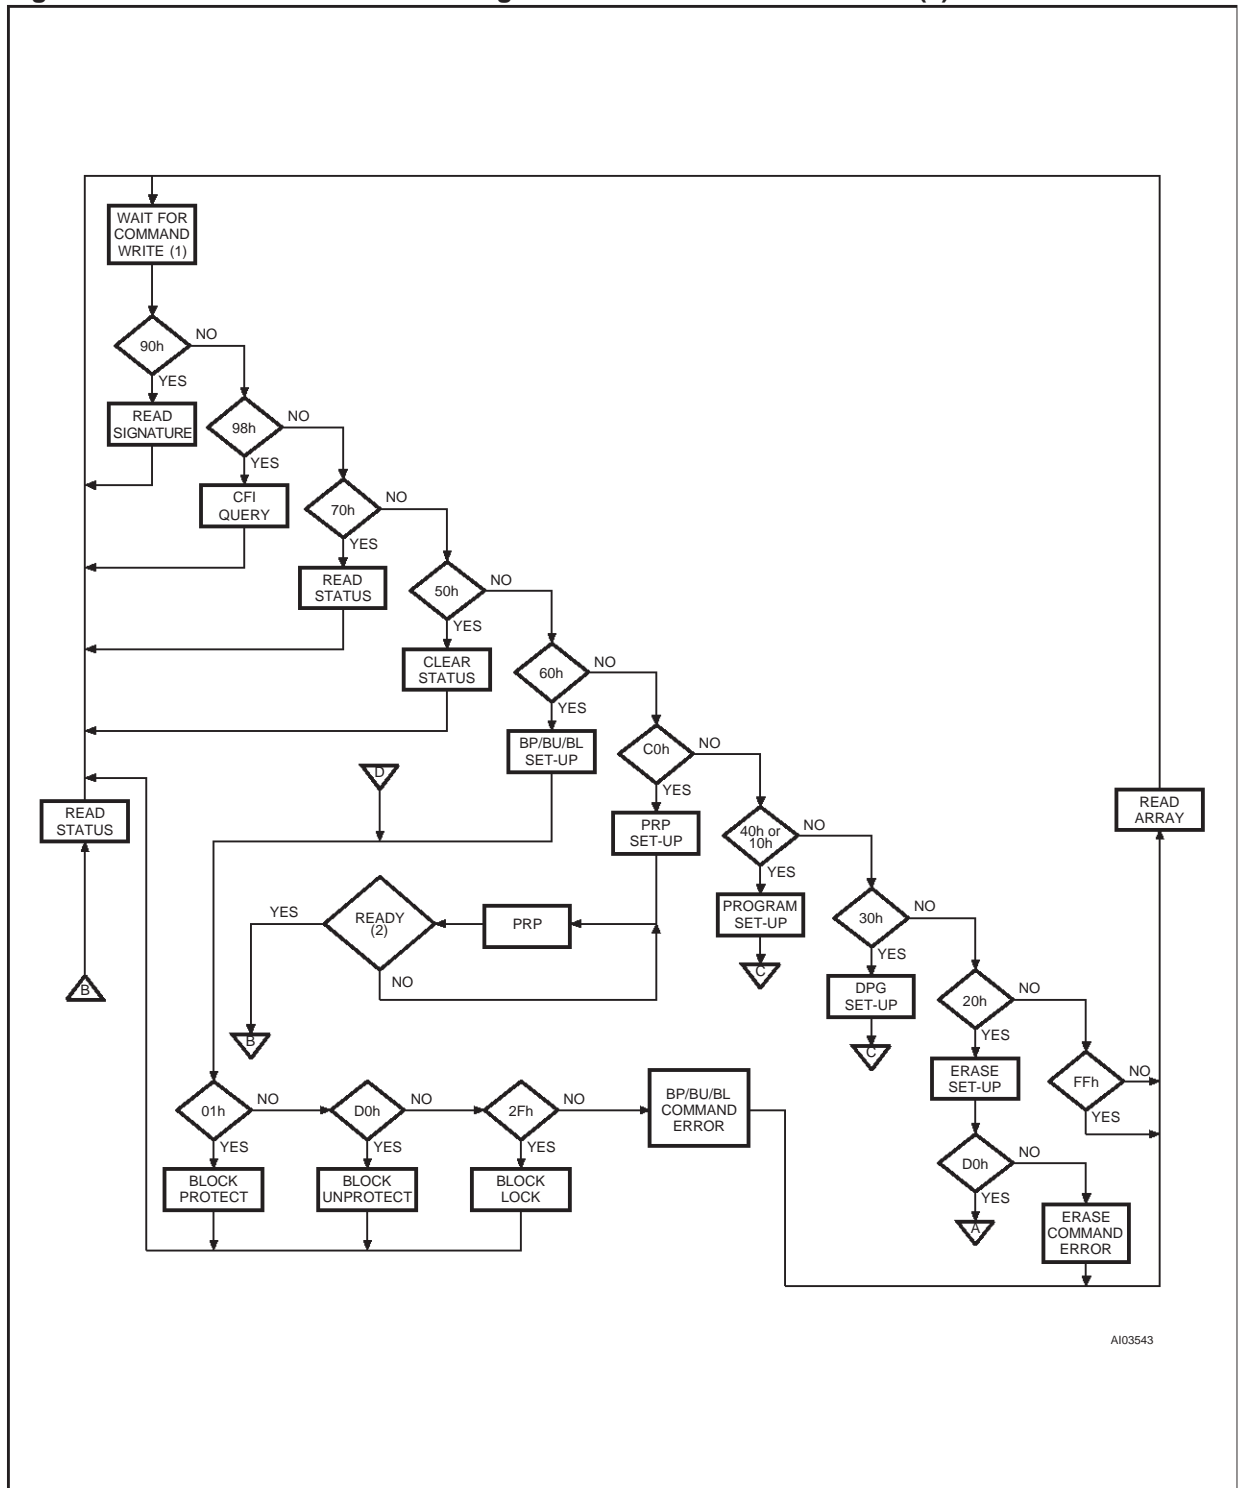 WAIT FOR
COMMAND
WRITE (1)
90h
NO
YES
READ
SIGNATURE
98h
NO
YES
CFI
QUERY
70h
NO
YES
READ
STATUS
50h
NO
YES
CLEAR
STATUS
60h
NO
YES
BP/BU/BL
SET-UP
C0h
NO
YES
PRP
SET-UP
D
READ
STATUS
B
40h or
10h
NO
YES
PROGRAM
SET-UP
C
READ
ARRAY
YES
READY
(2)
NO
PRP
B
30h
NO
YES
DPG
SET-UP
C
20h
NO
YES
ERASE
SET-UP
FFh
NO
YES
01h
NO
YES
BLOCK
PROTECT
D0h
NO
YES
BLOCK
UNPROTECT
2Fh
NO
YES
BLOCK
LOCK
BP/BU/BL
COMMAND
ERROR
D0h
NO
YES
A
ERASE
COMMAND
ERROR
AI03543